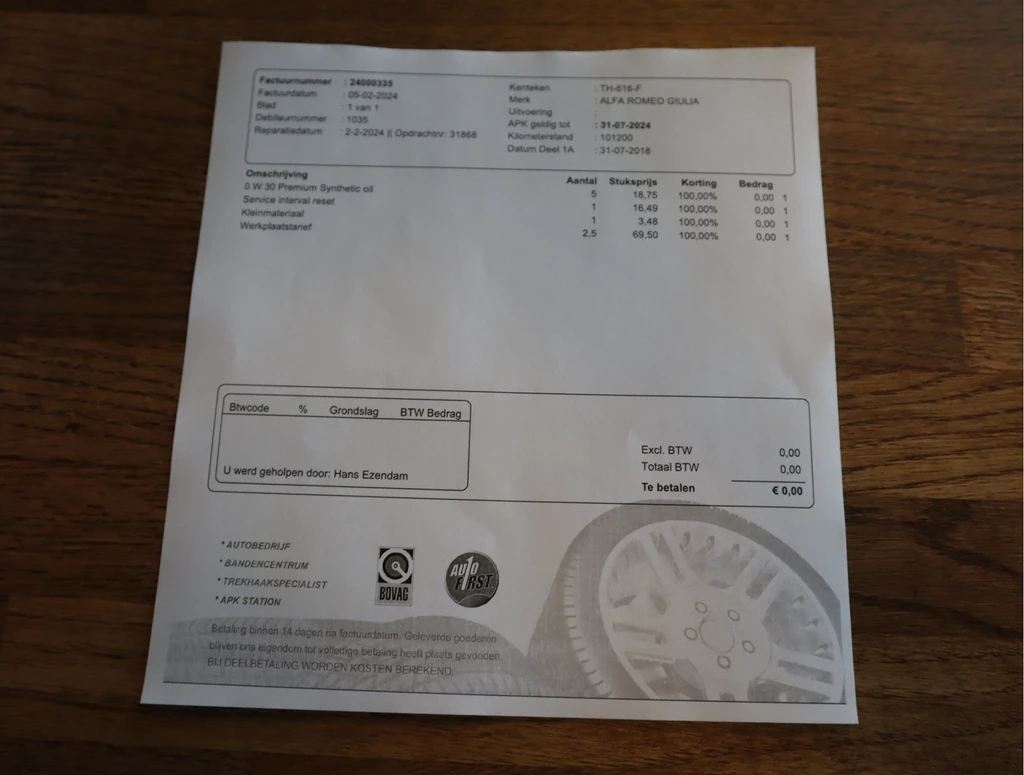 Factuurnummer : 24000335
Factuurdatum : 05-02-2024
Blad : 1 van 1
Debiteurnummer : 1035
Reparatiedatum : 2-2-2024 || Opdrachtnr: 31868
Kenteken : TH-616-F
Merk : ALFA ROMEO GIULIA
Uitvoering :
APK geldig tot : 31-07-2024
Kilometerstand : 101200
Datum Deel 1A : 31-07-2018
Omschrijving Aantal Stuksprijs Korting Bedrag
0 W 30 Premium Synthetic oil 5 18,75 100,00% 0,00 1
Service interval reset 1 16,49 100,00% 0,00 1
Kleinmateriaal 1 3,48 100,00% 0,00 1
Werkplaatstarief 2,5 69,50 100,00% 0,00 1
Btwcode % Grondslag BTW Bedrag
U werd geholpen door: Hans Ezendam
Excl. BTW 0,00
Totaal BTW 0,00
Te betalen € 0,00
* AUTOBEDRIJF
* BANDENCENTRUM
* TREKHAAKSPECIALIST
* APK STATION
BOVAG
AUTO FIRST
Betaling binnen 14 dagen na factuurdatum. Geleverde goederen
blijven ons eigendom tot volledige betaling heeft plaats gevonden
BIJ DEELBETALING WORDEN KOSTEN BEREKEND